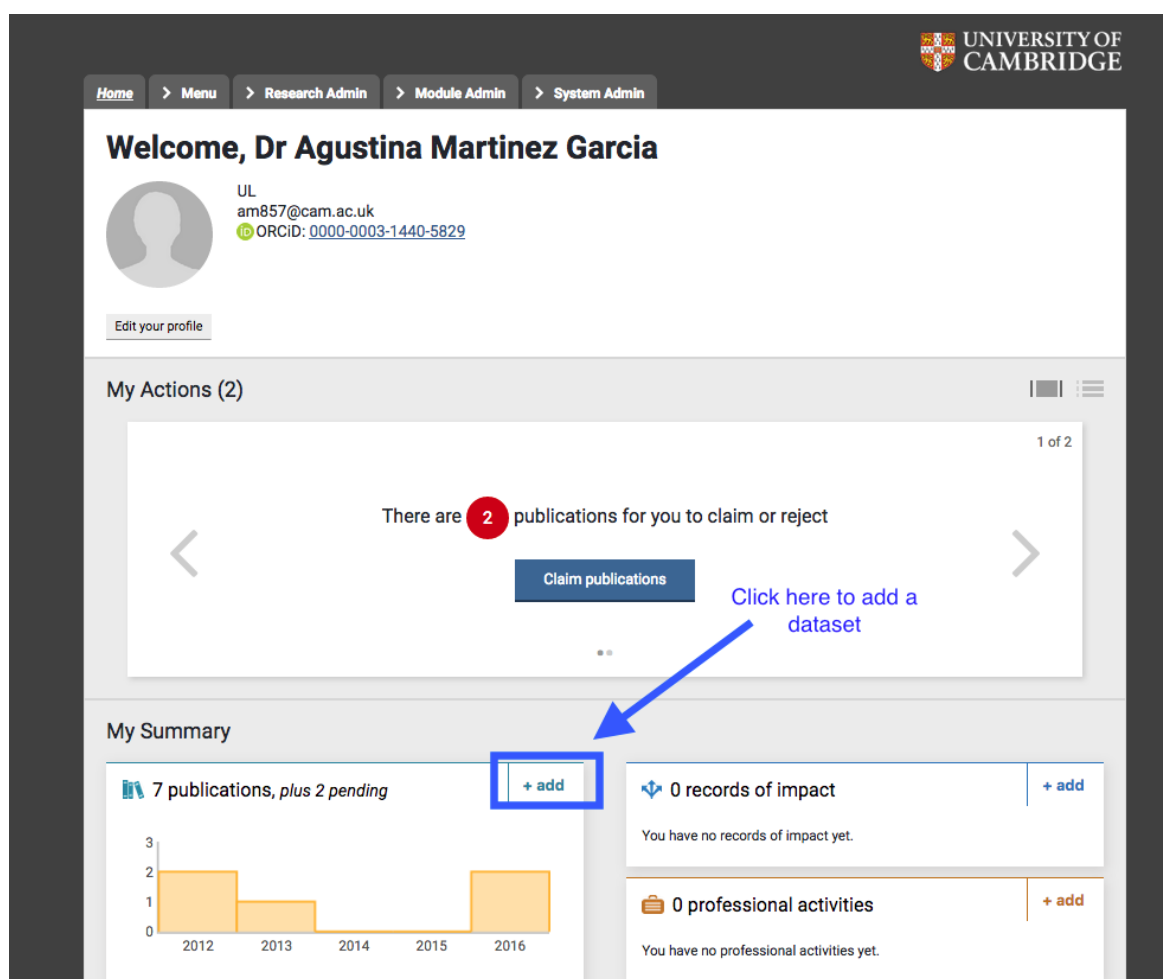 UNIVERSITY OF
CAMBRIDGE
Home > Menu > Research Admin > Module Admin > System Admin
Welcome, Dr Agustina Martinez Garcia
UL
am857@cam.ac.uk
iD ORCiD: 0000-0003-1440-5829
Edit your profile
My Actions (2)
1 of 2
There are 2 publications for you to claim or reject
Claim publications
Click here to add a
dataset
My Summary
7 publications, plus 2 pending
+ add
3
2
1
0
2012 2013 2014 2015 2016
0 records of impact
+ add
You have no records of impact yet.
0 professional activities
+ add
You have no professional activities yet.